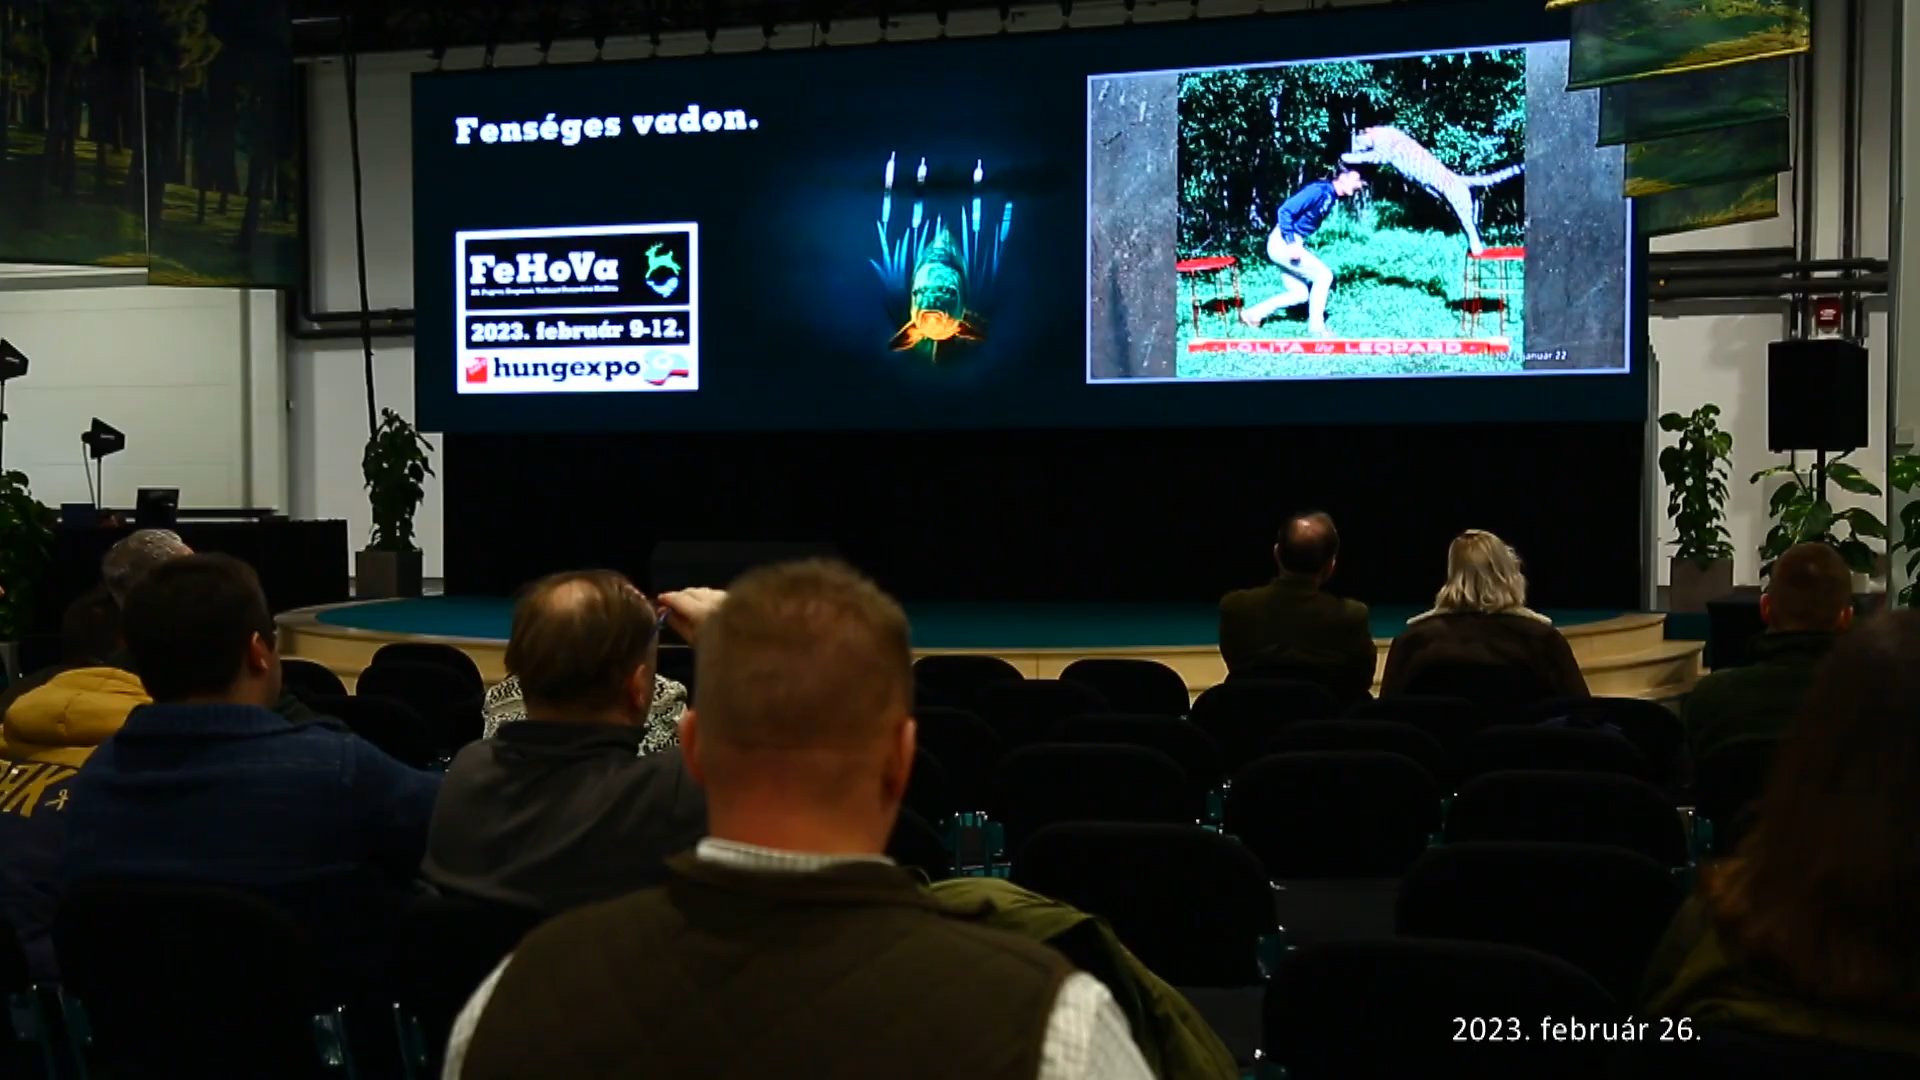 Fenséges vadon.
FeHoVa
2023. február 9-12.
hungexpo
LOLITA the LEOPARD
január 22
2023. február 26.